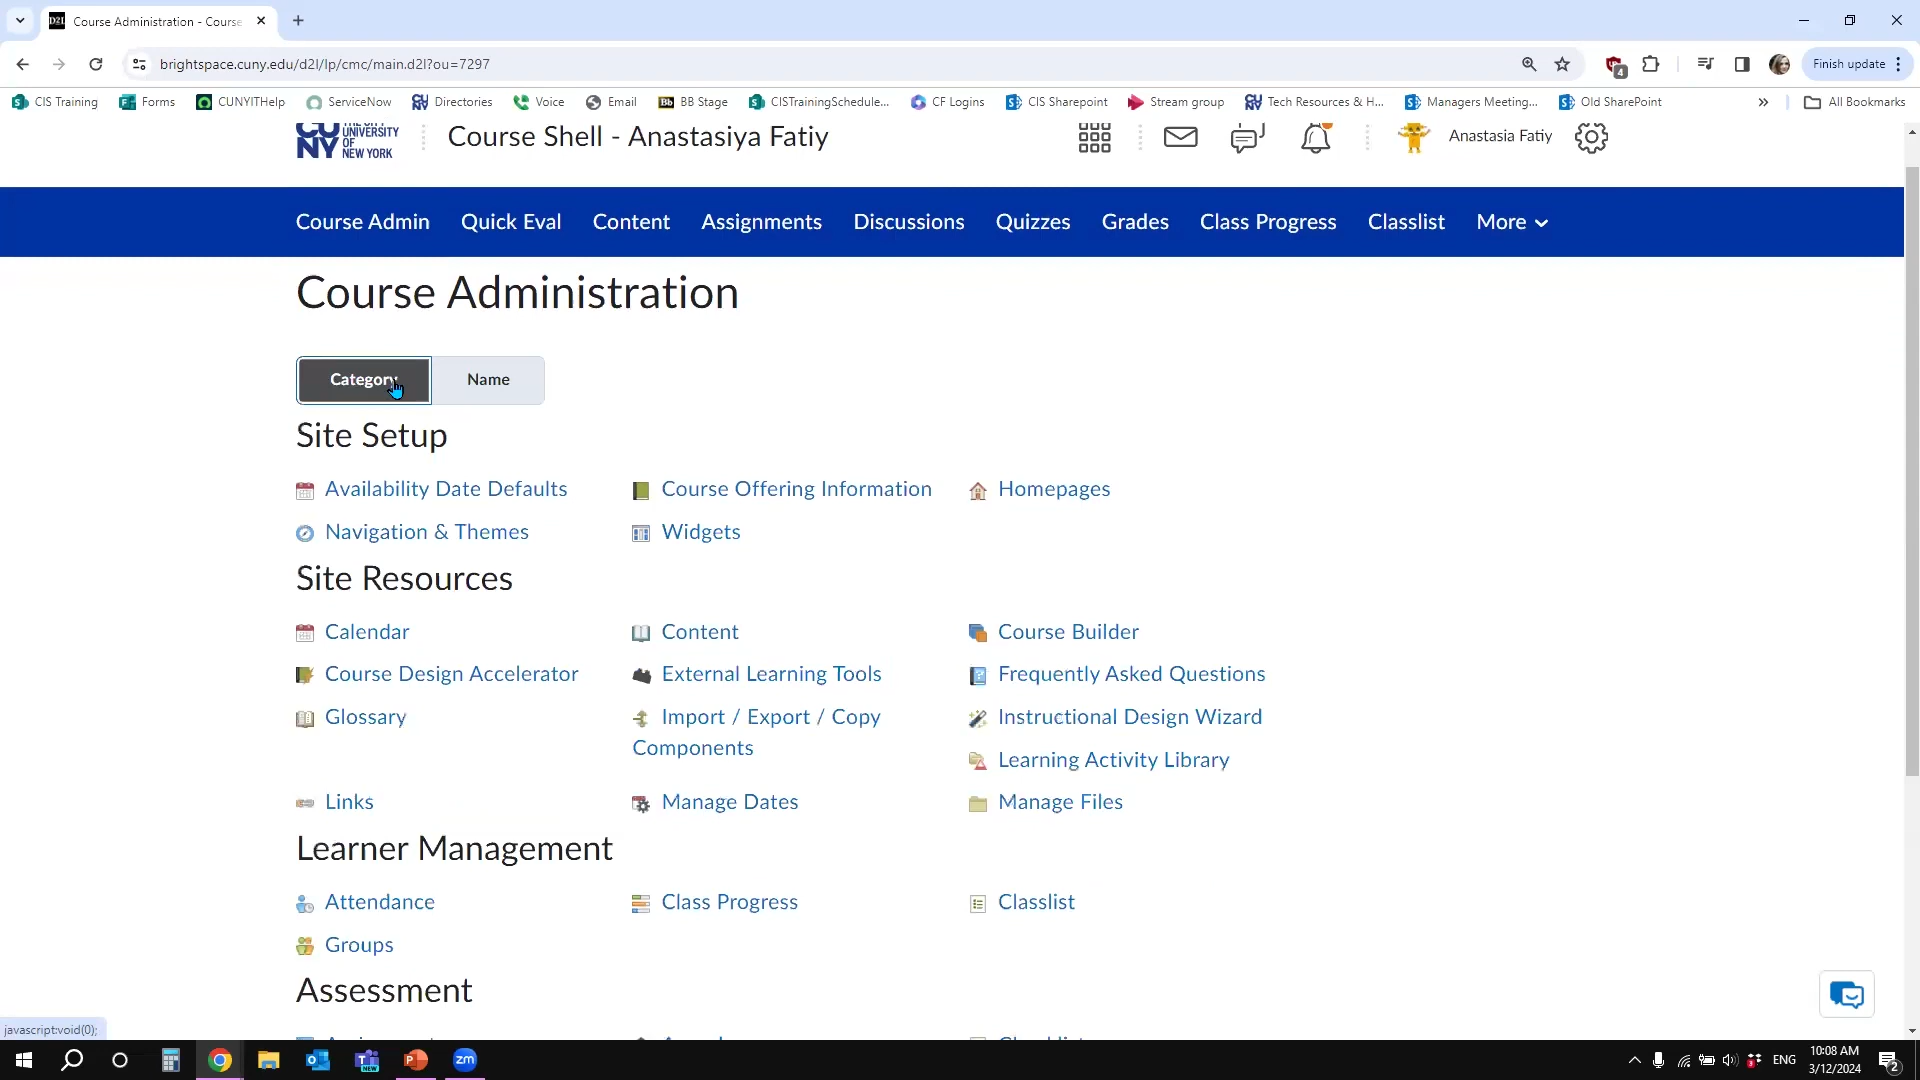 D2L Course Administration - Course
brightspace.cuny.edu/d2l/lp/cmc/main.d2l?ou=7297
4
Finish update
CIS Training Forms CUNYITHelp ServiceNow Directories Voice Email BB Stage CISTrainingSchedule... CF Logins CIS Sharepoint Stream group Tech Resources & H... Managers Meeting... Old SharePoint » All Bookmarks
UNIVERSITY
NY OF NEW YORK
Course Shell - Anastasiya Fatiy
Anastasia Fatiy
Course Admin Quick Eval Content Assignments Discussions Quizzes Grades Class Progress Classlist More
Course Administration
Category Name
Site Setup
Availability Date Defaults Course Offering Information Homepages
Navigation & Themes Widgets
Site Resources
Calendar Content Course Builder
Course Design Accelerator External Learning Tools Frequently Asked Questions
Glossary Import / Export / Copy Components Instructional Design Wizard
Learning Activity Library
Links Manage Dates Manage Files
Learner Management
Attendance Class Progress Classlist
Groups
Assessment
javascript:void(0);
zm
ENG
10:08 AM
3/12/2024
2